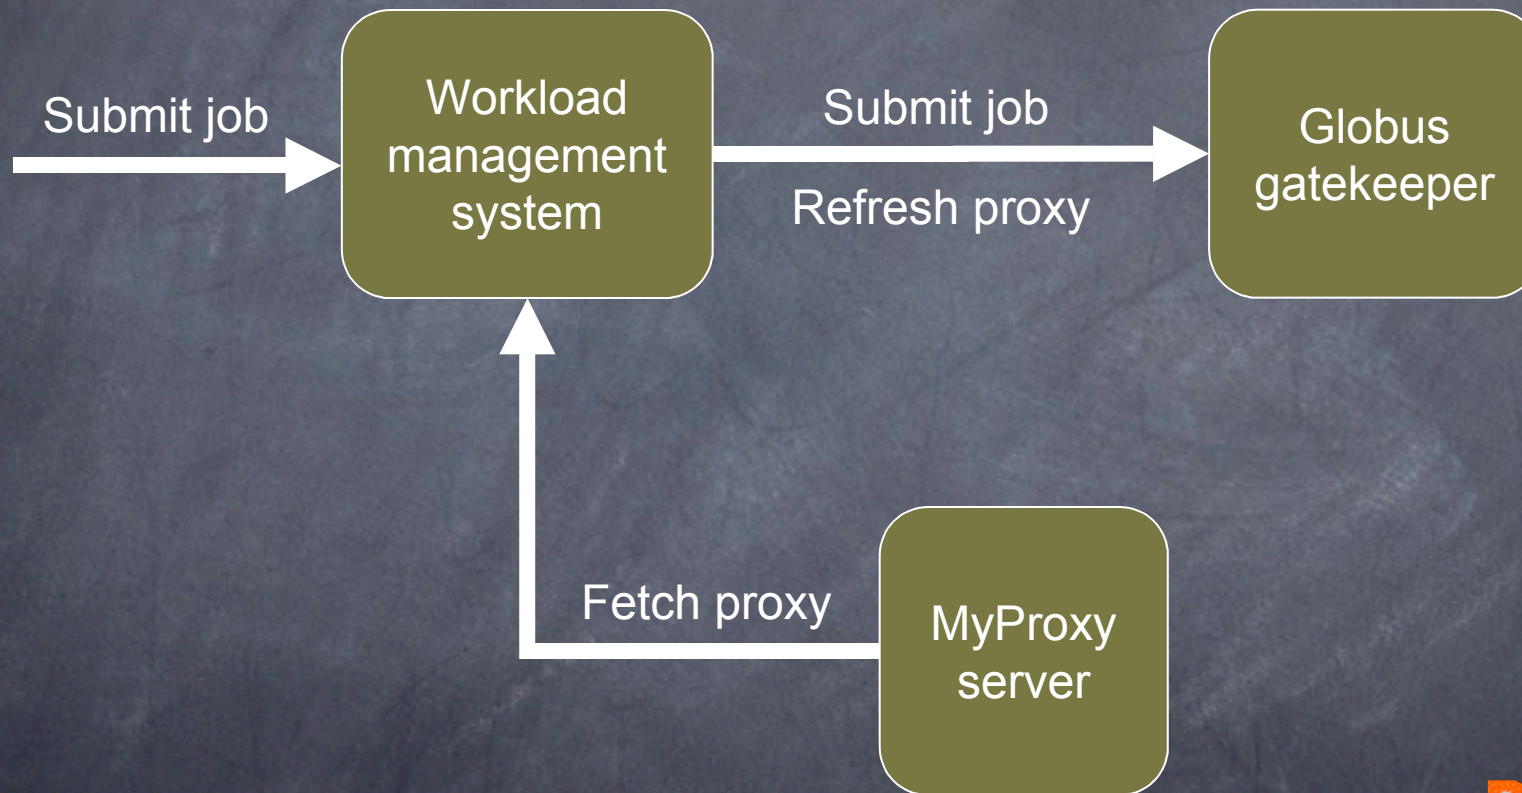 Submit job
Workload
management
system
Submit job
Refresh proxy
Globus
gatekeeper
Fetch proxy
MyProxy
server